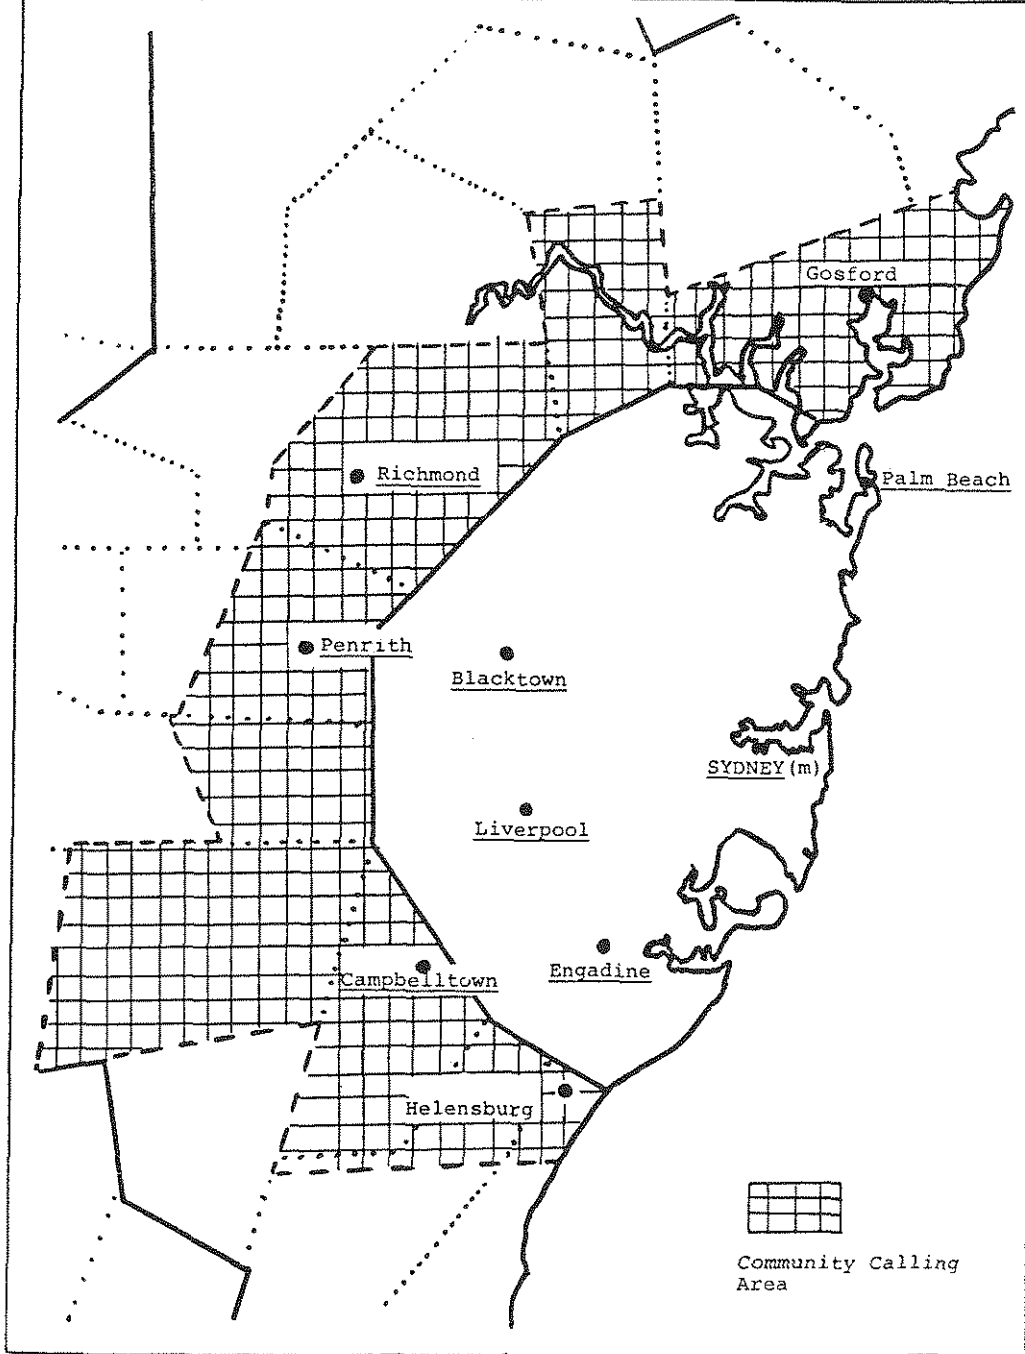 Gosford
Richmond
Palm Beach
Penrith
Blacktown
SYDNEY (m)
Liverpool
Campbelltown
Engadine
Helensburg
Community Calling
Area